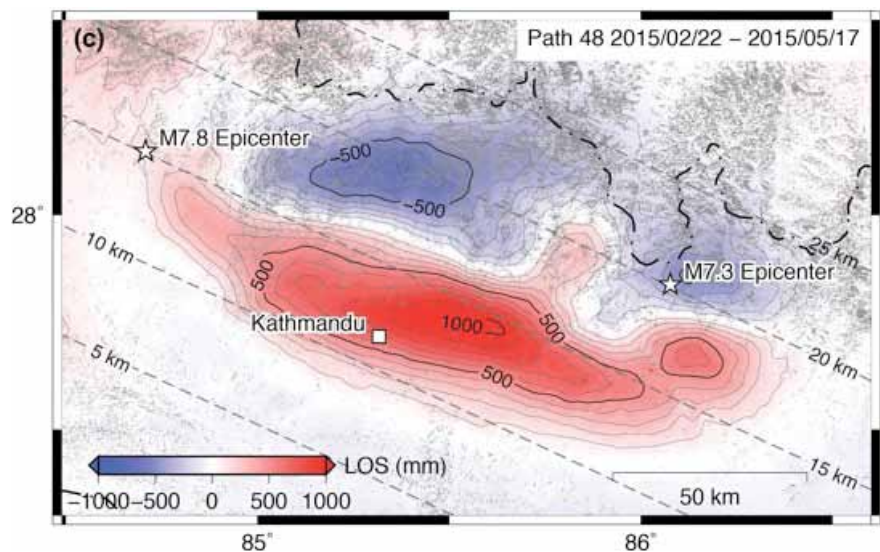 (c)
Path 48 2015/02/22 – 2015/05/17
M7.8 Epicenter
−500
−500
28°
10 km
25 km
500
M7.3 Epicenter
Kathmandu
1000
500
5 km
500
20 km
LOS (mm)
15 km
−1000 −500 0 500 1000
50 km
85° 86°